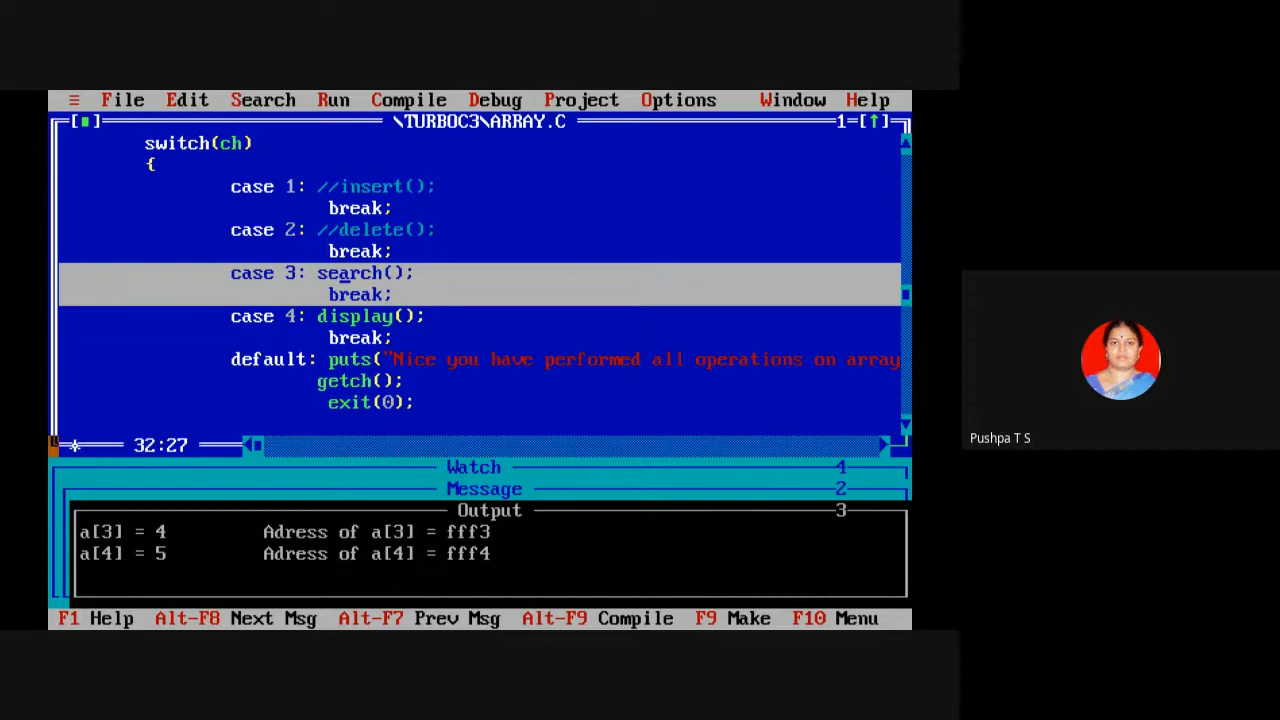 ≡ File Edit Search Run Compile Debug Project Options Window Help
[■] \TURBOC3\ARRAY.C 1=[↑]
switch(ch)
{
case 1: //insert();
break;
case 2: //delete();
break;
case 3: search();
break;
case 4: display();
break;
default: puts("Nice you have performed all operations on array
getch();
exit(0);
32:27
Watch 4
Message 2
Output 3
a[3] = 4 Adress of a[3] = fff3
a[4] = 5 Adress of a[4] = fff4
F1 Help Alt-F8 Next Msg Alt-F7 Prev Msg Alt-F9 Compile F9 Make F10 Menu
Pushpa T S